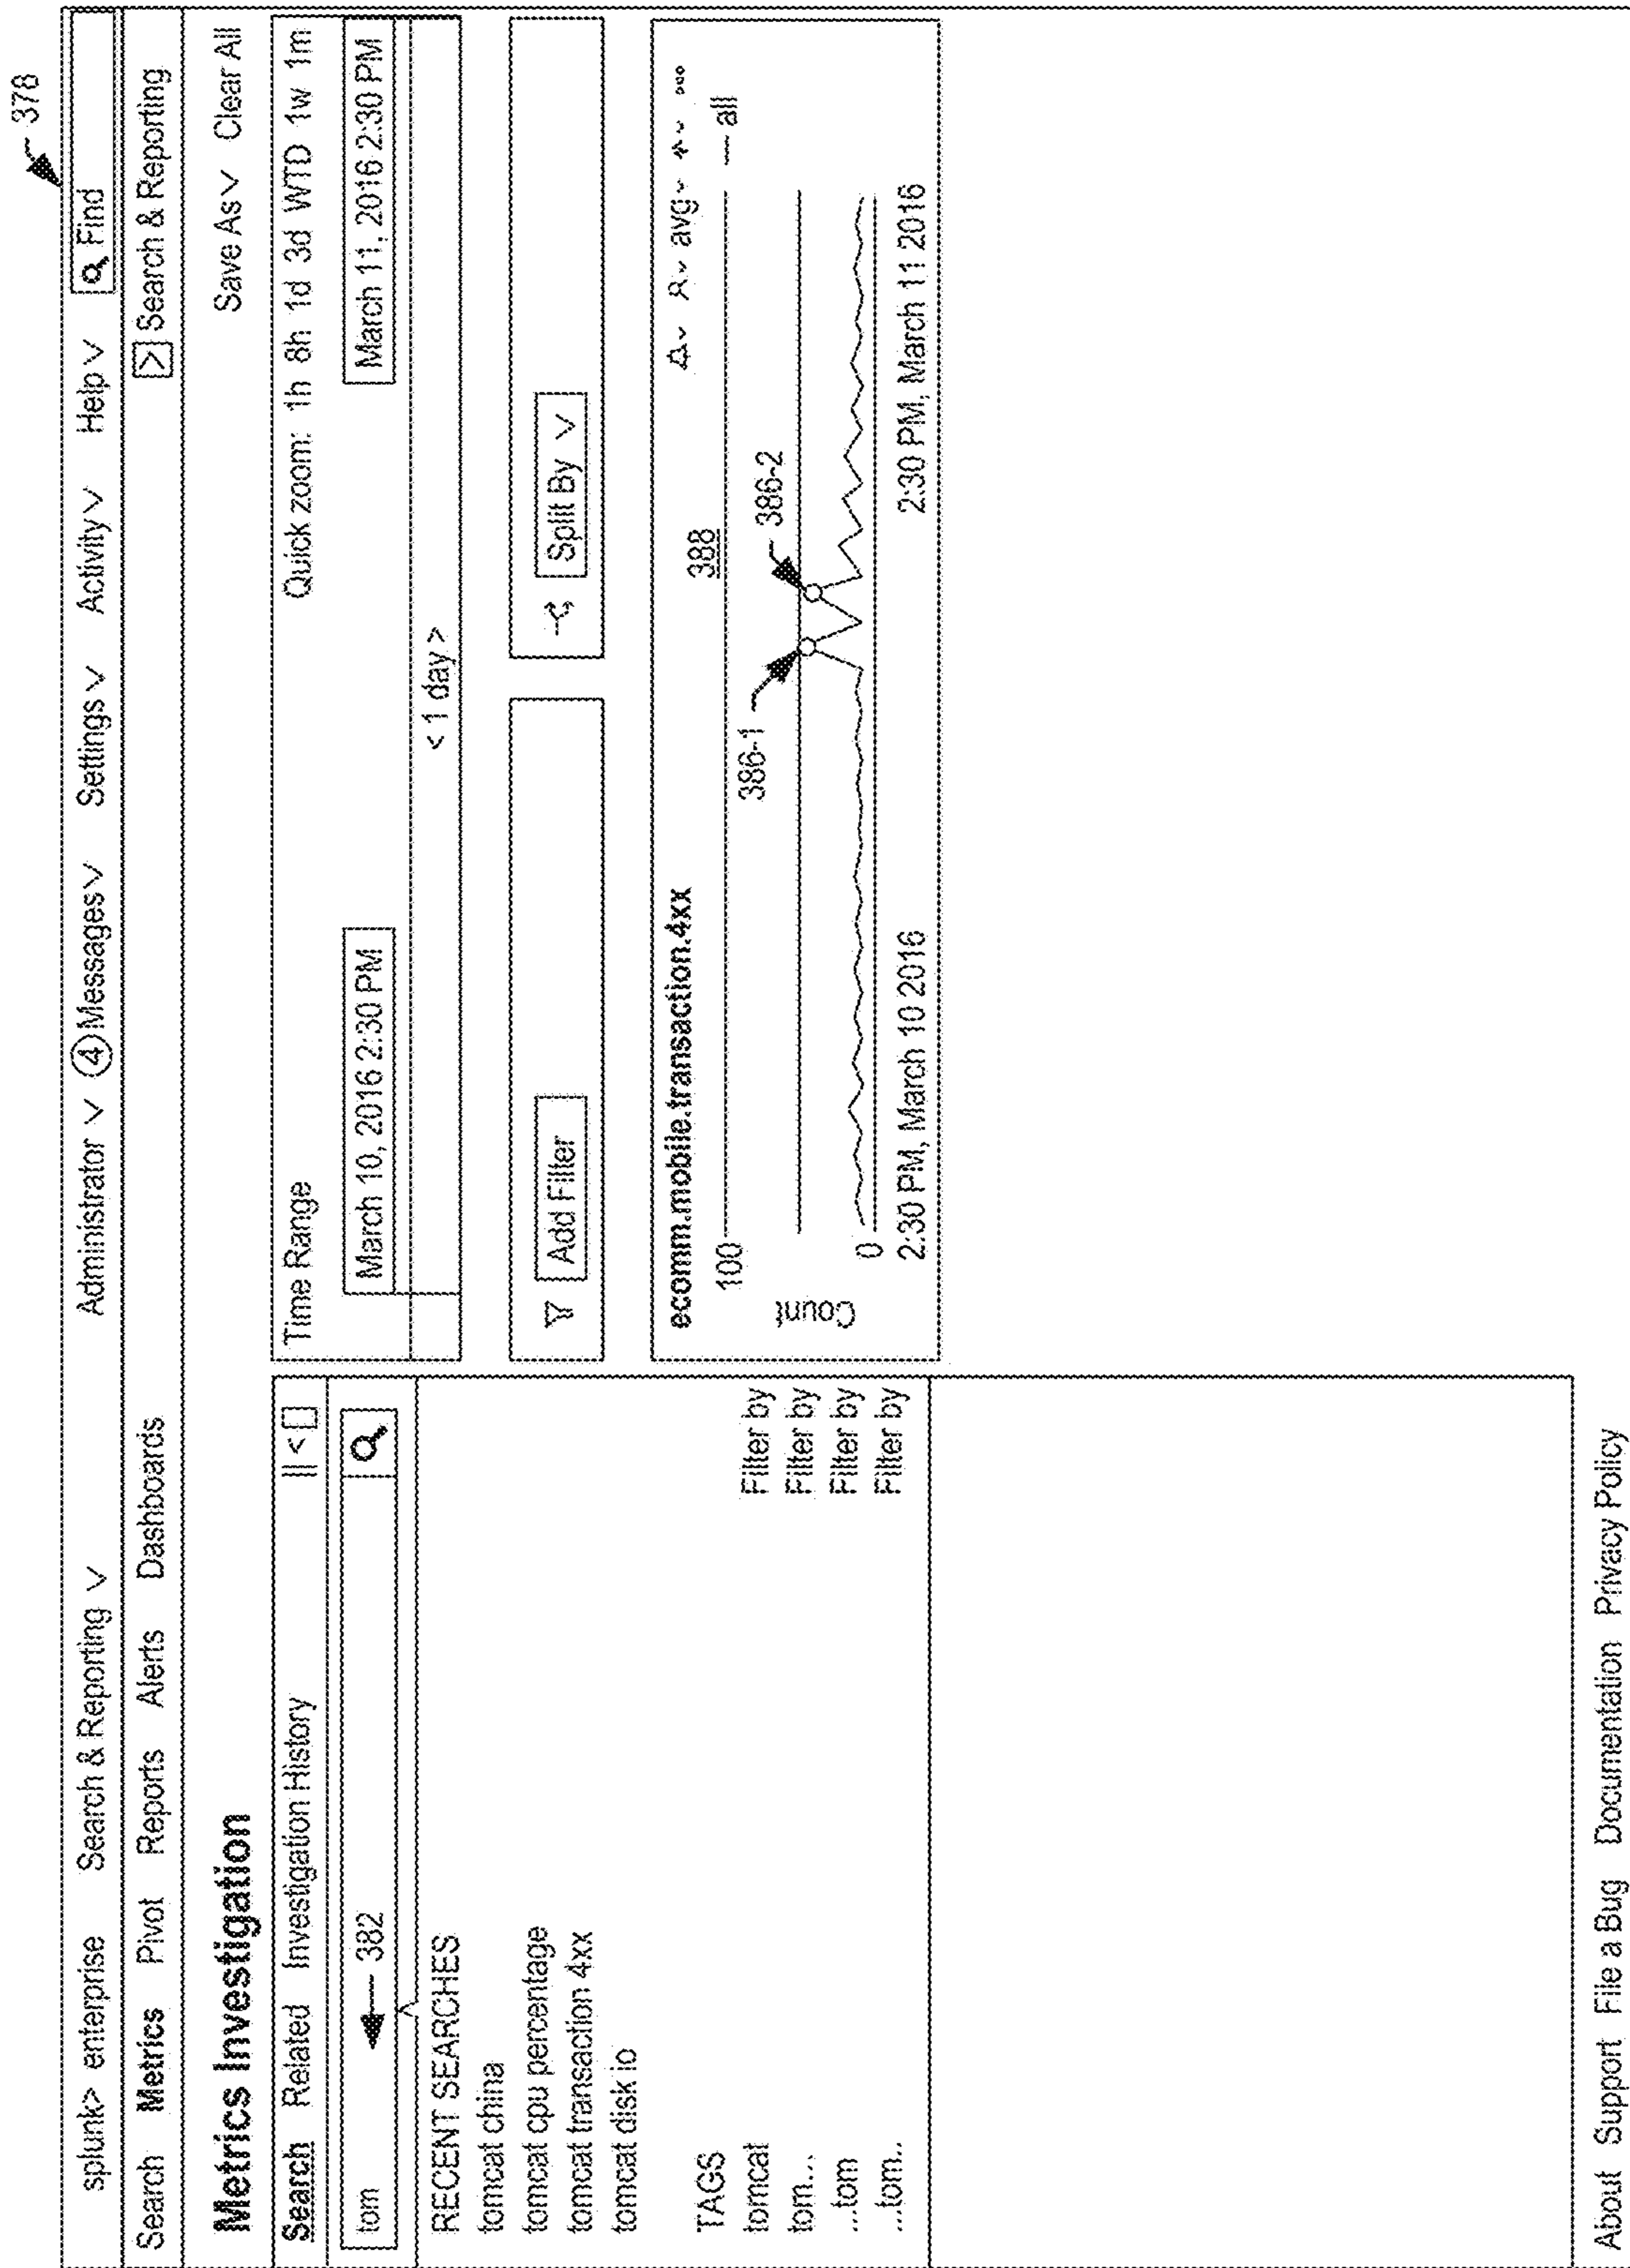 378
splunk> enterprise Search & Reporting ∨ Administrator ∨ ④ Messages ∨ Settings ∨ Activity ∨ Help ∨ Find
Search Metrics Pivot Reports Alerts Dashboards > Search & Reporting
Metrics Investigation Save As ∨ Clear All
Search Related Investigation History || < []
tom 382
RECENT SEARCHES
tomcat china
tomcat cpu percentage
tomcat transaction 4xx
tomcat disk io
TAGS
tomcat Filter by
tom... Filter by
...tom Filter by
...tom.. Filter by
Time Range Quick zoom: 1h 8h 1d 3d WTD 1w 1m
March 10, 2016 2:30 PM March 11, 2016 2:30 PM
< 1 day >
Add Filter Split By ∨
ecomm.mobile.transaction.4xx avg ∨ ...
388 — all
100
386-1 386-2
Count
0
2:30 PM, March 10 2016 2:30 PM, March 11 2016
About Support File a Bug Documentation Privacy Policy